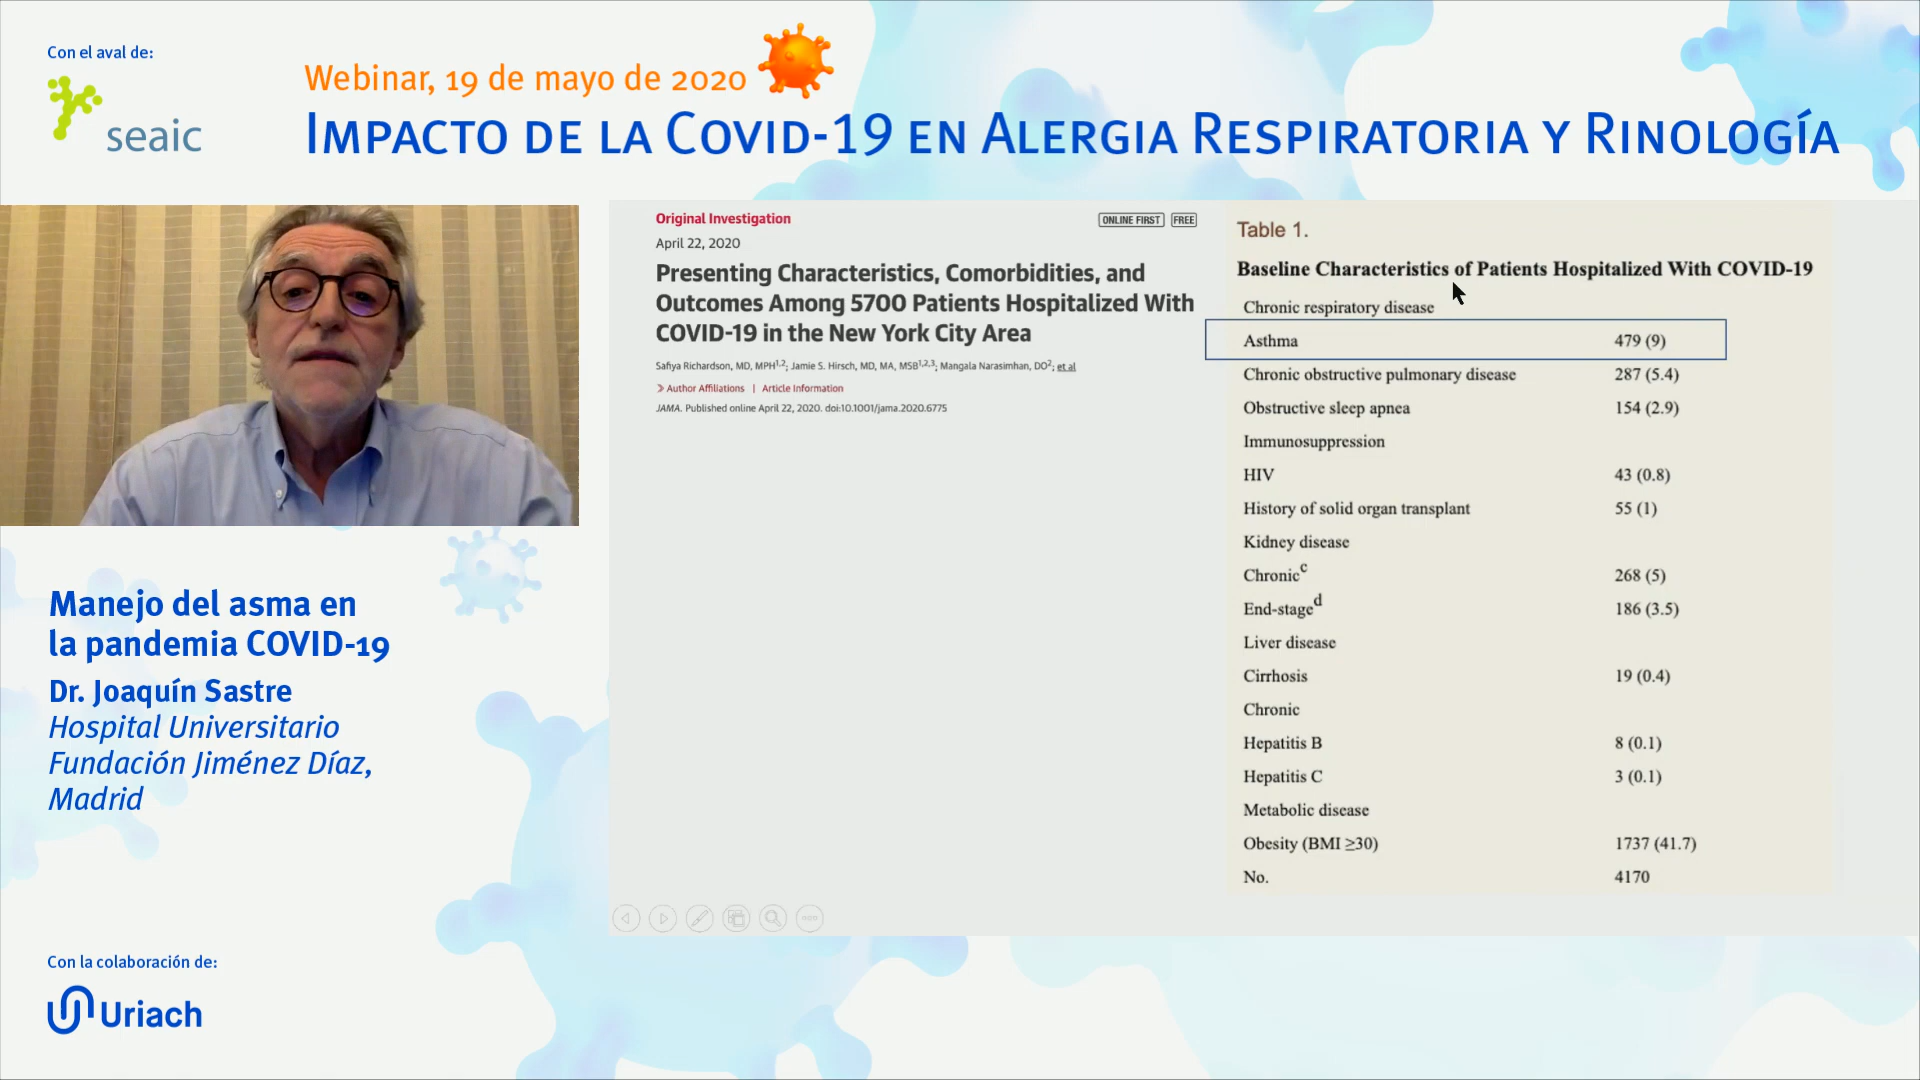 Con el aval de:
seaic
Webinar, 19 de mayo de 2020
Impacto de la Covid-19 en Alergia Respiratoria y Rinología
Manejo del asma en
la pandemia COVID-19
Dr. Joaquín Sastre
Hospital Universitario
Fundación Jiménez Díaz,
Madrid
Con la colaboración de:
Uriach
Original Investigation
ONLINE FIRST FREE
April 22, 2020
Presenting Characteristics, Comorbidities, and
Outcomes Among 5700 Patients Hospitalized With
COVID-19 in the New York City Area
Safiya Richardson, MD, MPH1,2; Jamie S. Hirsch, MD, MA, MSB1,2,3; Mangala Narasimhan, DO2; et al
Author Affiliations | Article Information
JAMA. Published online April 22, 2020. doi:10.1001/jama.2020.6775
Table 1.
Baseline Characteristics of Patients Hospitalized With COVID-19
Chronic respiratory disease
Asthma 479 (9)
Chronic obstructive pulmonary disease 287 (5.4)
Obstructive sleep apnea 154 (2.9)
Immunosuppression
HIV 43 (0.8)
History of solid organ transplant 55 (1)
Kidney disease
Chronicc 268 (5)
End-staged 186 (3.5)
Liver disease
Cirrhosis 19 (0.4)
Chronic
Hepatitis B 8 (0.1)
Hepatitis C 3 (0.1)
Metabolic disease
Obesity (BMI ≥30) 1737 (41.7)
No. 4170